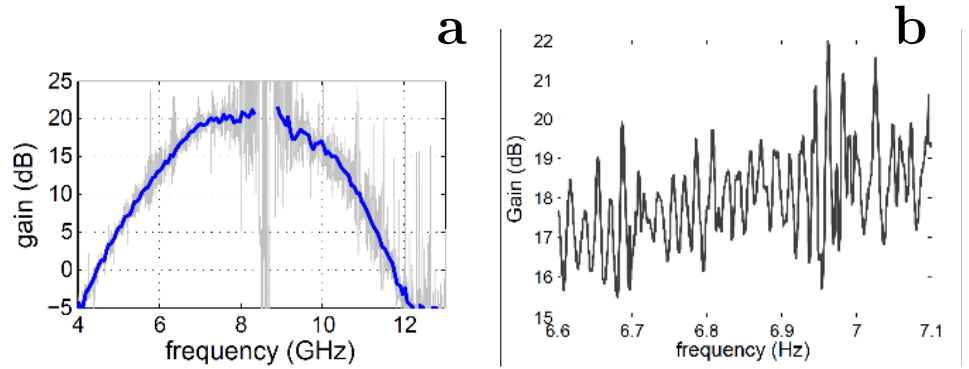 a
b
25
20
15
10
5
0
−5
gain (dB)
4 6 8 10 12
frequency (GHz)
22
21
20
19
18
17
16
15
Gain (dB)
6.6 6.7 6.8 6.9 7 7.1
frequency (Hz)